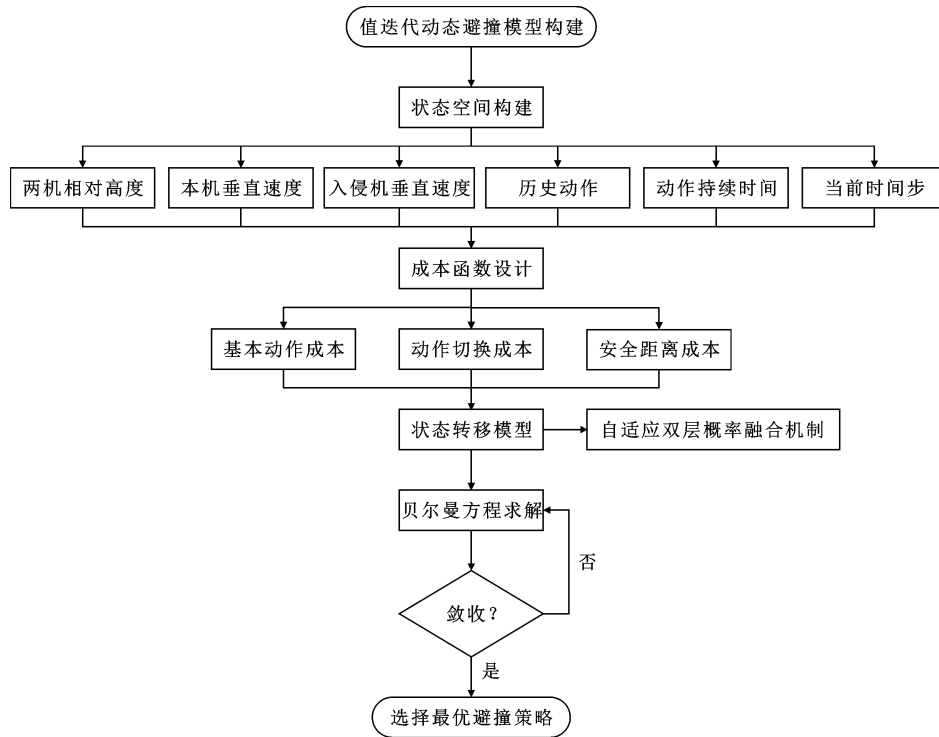 值迭代动态避撞模型构建
状态空间构建
两机相对高度
本机垂直速度
入侵机垂直速度
历史动作
动作持续时间
当前时间步
成本函数设计
基本动作成本
动作切换成本
安全距离成本
状态转移模型
自适应双层概率融合机制
贝尔曼方程求解
否
敛收?
是
选择最优避撞策略